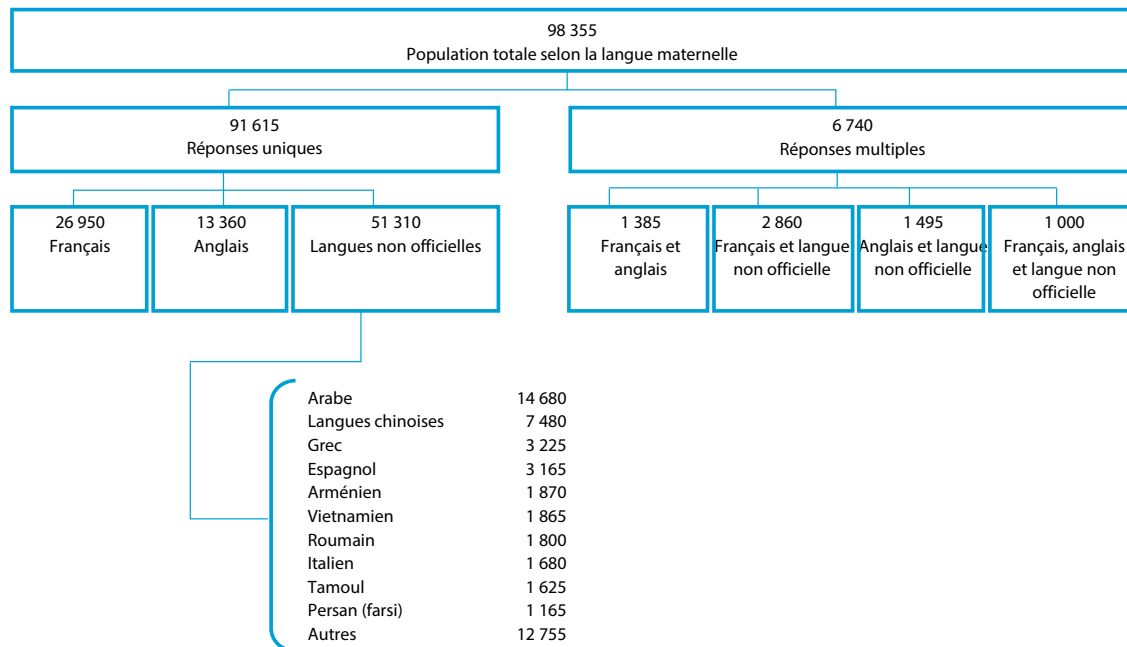 98 355
Population totale selon la langue maternelle
91 615
Réponses uniques
6 740
Réponses multiples
26 950
Français
13 360
Anglais
51 310
Langues non officielles
1 385
Français et
anglais
2 860
Français et langue
non officielle
1 495
Anglais et langue
non officielle
1 000
Français, anglais
et langue non
officielle
Arabe 14 680
Langues chinoises 7 480
Grec 3 225
Espagnol 3 165
Arménien 1 870
Vietnamien 1 865
Roumain 1 800
Italien 1 680
Tamoul 1 625
Persan (farsi) 1 165
Autres 12 755